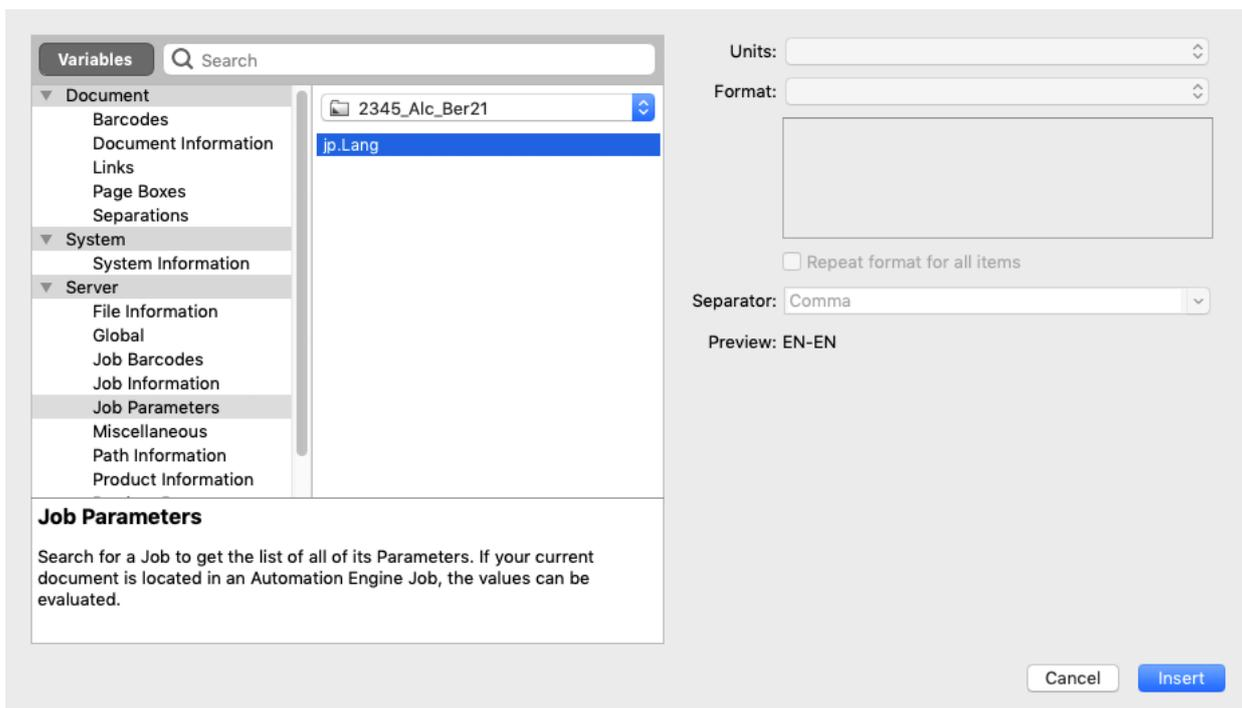 Variables
Search
Document
Barcodes
Document Information
Links
Page Boxes
Separations
System
System Information
Server
File Information
Global
Job Barcodes
Job Information
Job Parameters
Miscellaneous
Path Information
Product Information
2345_Alc_Ber21
jp.Lang
Job Parameters
Search for a Job to get the list of all of its Parameters. If your current
document is located in an Automation Engine Job, the values can be
evaluated.
Units:
Format:
Repeat format for all items
Separator: Comma
Preview: EN-EN
Cancel
Insert